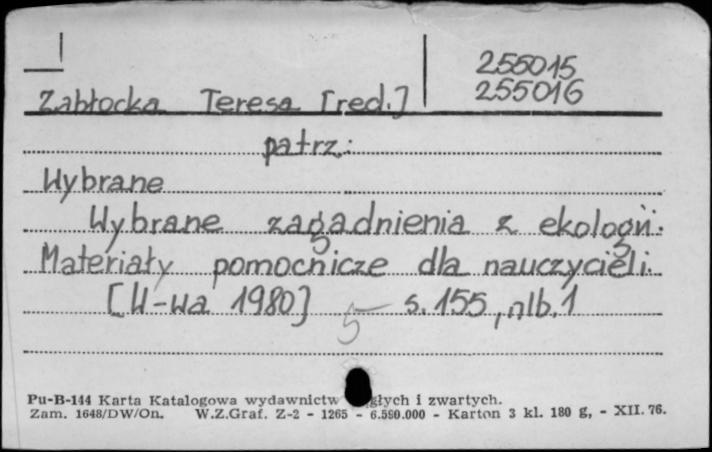 255015
255016
Zabłocka Teresa [red.]
patrz:
Wybrane
Wybrane zagadnienia z ekologii.
Materiały pomocnicze dla nauczycieli.
[W-wa 1980] s. 155, nlb. 1
5
Pu-B-144 Karta Katalogowa wydawnictw głych i zwartych.
Zam. 1648/DW/On. W.Z.Graf. Z-2 - 1265 - 6.580.000 - Karton 3 kl. 180 g, - XII. 76.